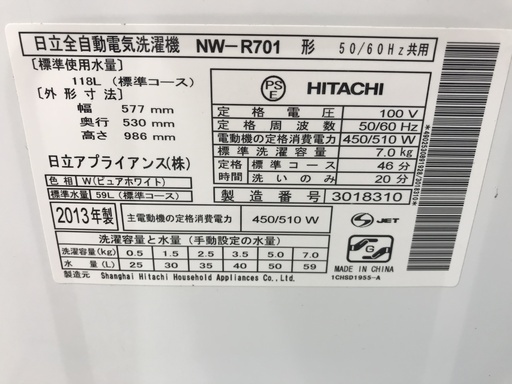 日立全自動電気洗濯機 NW-R701 形 50/60Hz共用
[標準使用水量]
118L (標準コース)
[外形寸法]
幅 577 mm
奥行 530 mm
高さ 986 mm
日立アプライアンス(株)
色相 W(ピュアホワイト)
標準水量 59L (標準コース)
PSE HITACHI
定格電圧 100 V
定格周波数 50/60 Hz
電動機の定格消費電力 450/510 W
標準洗濯容量 7.0kg
定格 標準コース 46分
時間 洗いのみ 20分
製造番号 3018310
2013年製 主電動機の定格消費電力 450/510 W
S-JET
洗濯容量と水量 (手動設定の水量)
洗濯容量(kg) 0.5 1.5 2.5 3.5 5.0 7.0
水量(L) 25 30 35 40 50 59
製造元 Shanghai Hitachi Household Appliances Co.,Ltd.
G
MADE IN CHINA
1CHSD1955-A